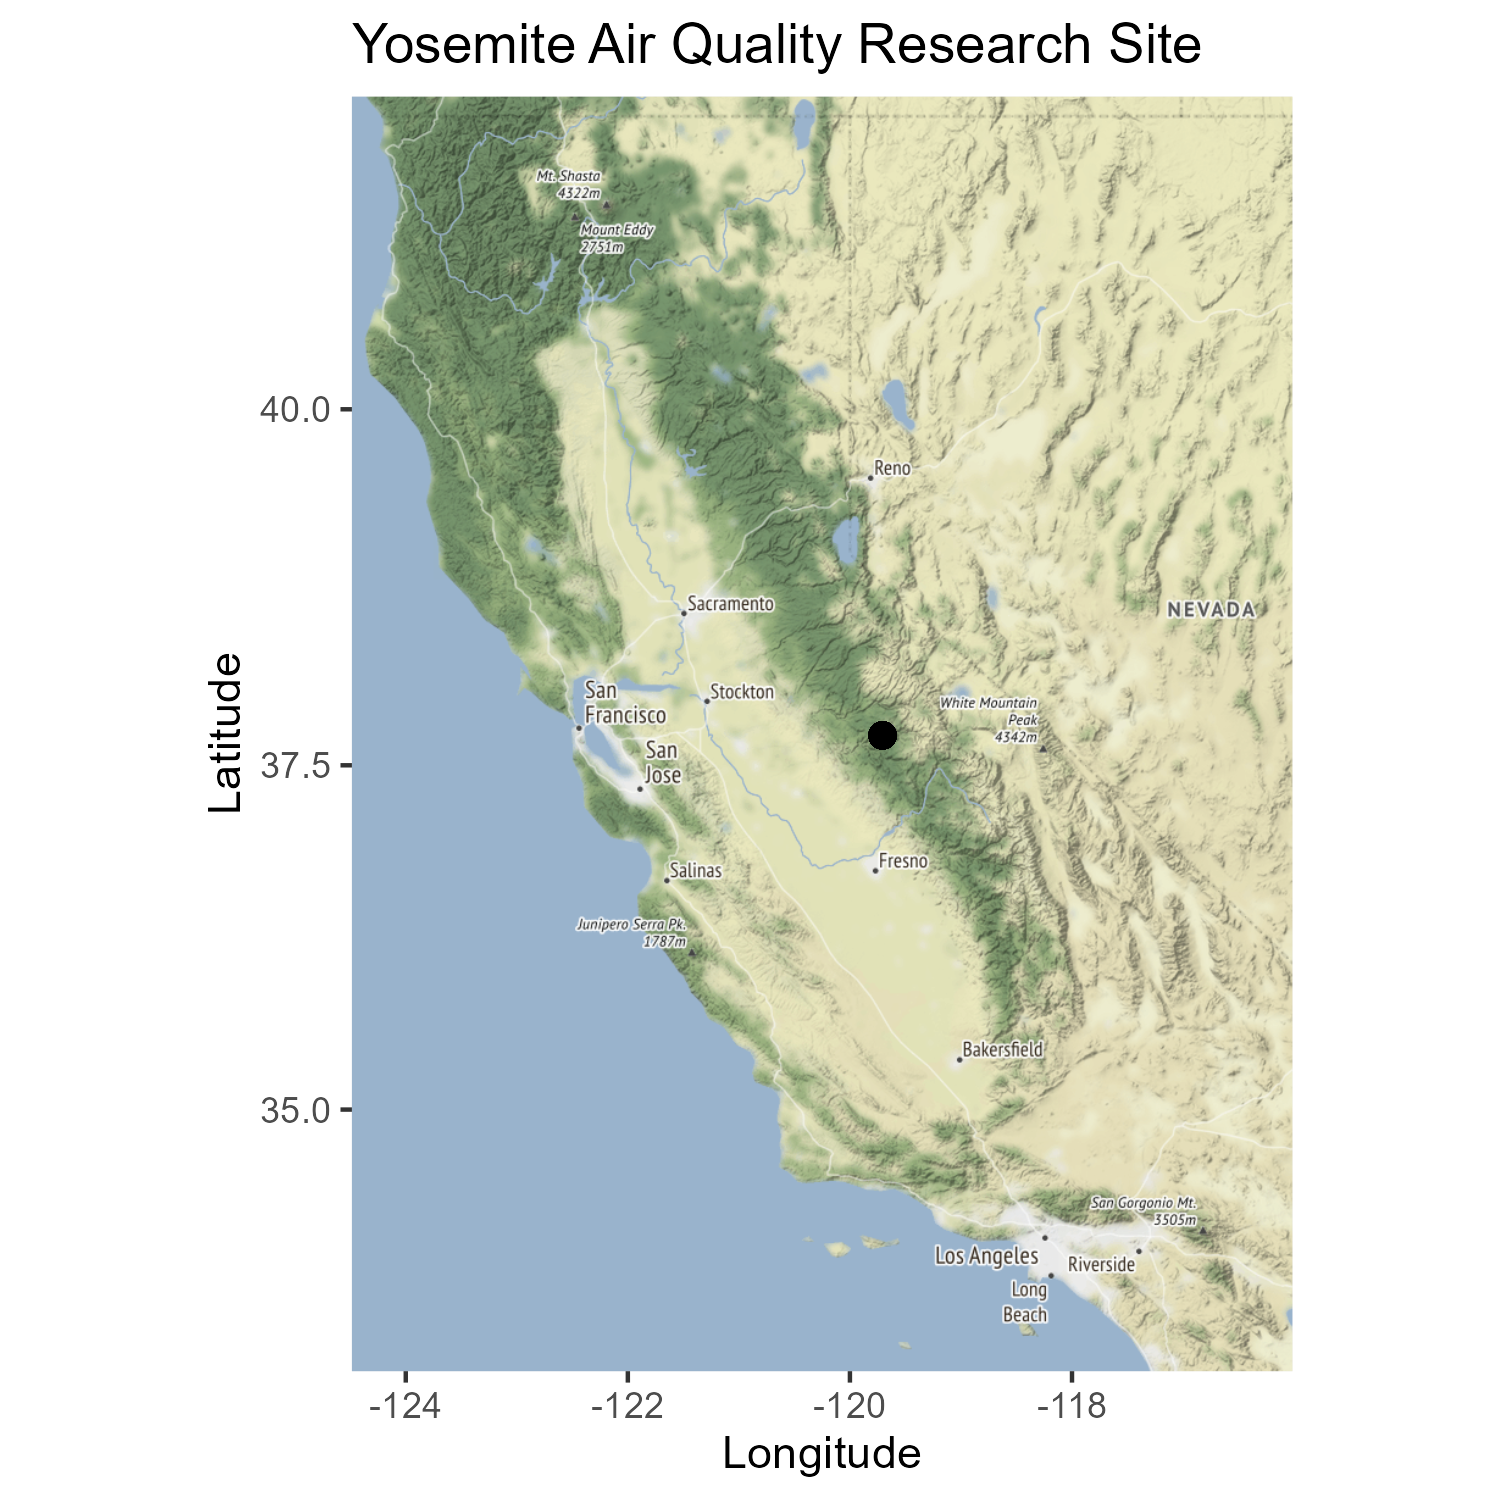 Yosemite Air Quality Research Site
Mt. Shasta
4322m
Mount Eddy
2751m
40.0
Reno
Sacramento
NEVADA
San
Francisco
Stockton
White Mountain
Peak
4342m
San
Jose
37.5
Latitude
Fresno
Salinas
Junipero Serra Pk.
1787m
Bakersfield
35.0
San Gorgonio Mt.
3505m
Los Angeles
Riverside
Long
Beach
-124
-122
-120
-118
Longitude